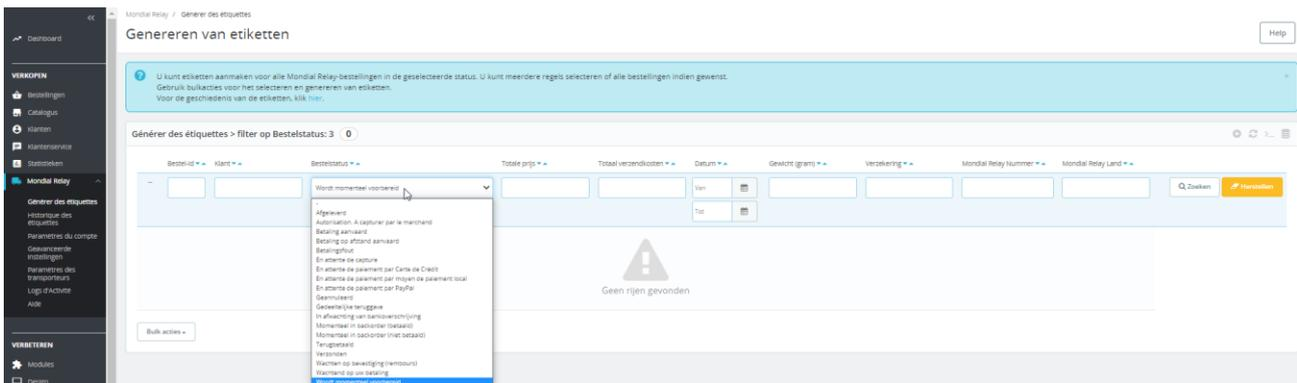 Mondial Relay / Générer des étiquettes
Genereren van etiketten
Help
Dashboard
VERKOPEN
Bestellingen
Catalogus
Klanten
Klantenservice
Statistieken
Mondial Relay
Générer des étiquettes
Historique des étiquettes
Paramètres du compte
Geavanceerde Instellingen
Paramètres des transporteurs
Logs d'Activité
Aide
VERBETEREN
Modules
Design
U kunt etiketten aanmaken voor alle Mondial Relay-bestellingen in de geselecteerde status. U kunt meerdere regels selecteren of alle bestellingen indien gewenst.
Gebruik bulkacties voor het selecteren en genereren van etiketten.
Voor de geschiedenis van de etiketten, klik hier.
Générer des étiquettes > filter op Bestelstatus: 3 0
Bestel-id Klant Bestelstatus Totale prijs Totaal verzendkosten Datum Gewicht (gram) Verzekering Mondial Relay Nummer Mondial Relay Land
-- Wordt momenteel voorbereid Van Zoeken Herstellen
Tot
-
Afgeleverd
Autorisation. A capturer par le marchand
Betaling aanvaard
Betaling op afstand aanvaard
Betalingsfout
En attente de capture
En attente de paiement par Carte de Crédit
En attente de paiement par moyen de paiement local
En attente de paiement par PayPal
Geannuleerd
Gedeeltelijke teruggave
In afwachting van bankoverschrijving
Momenteel in backorder (betaald)
Momenteel in backorder (niet betaald)
Terugbetaald
Verzonden
Wachten op bevestiging (rembours)
Wachtend op uw betaling
Wordt momenteel voorbereid
Geen rijen gevonden
Bulk acties